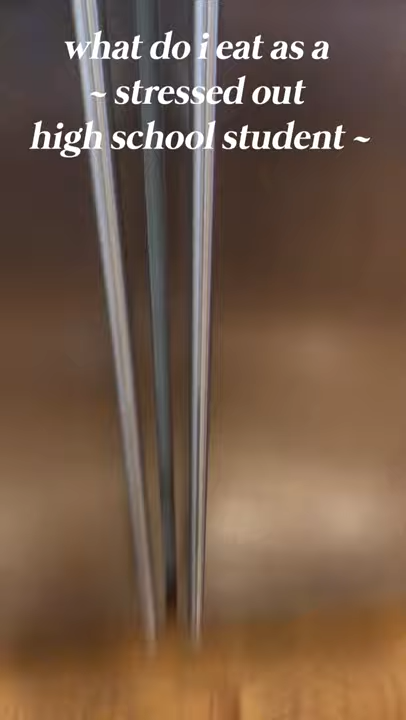 what do i eat as a
~ stressed out
high school student ~